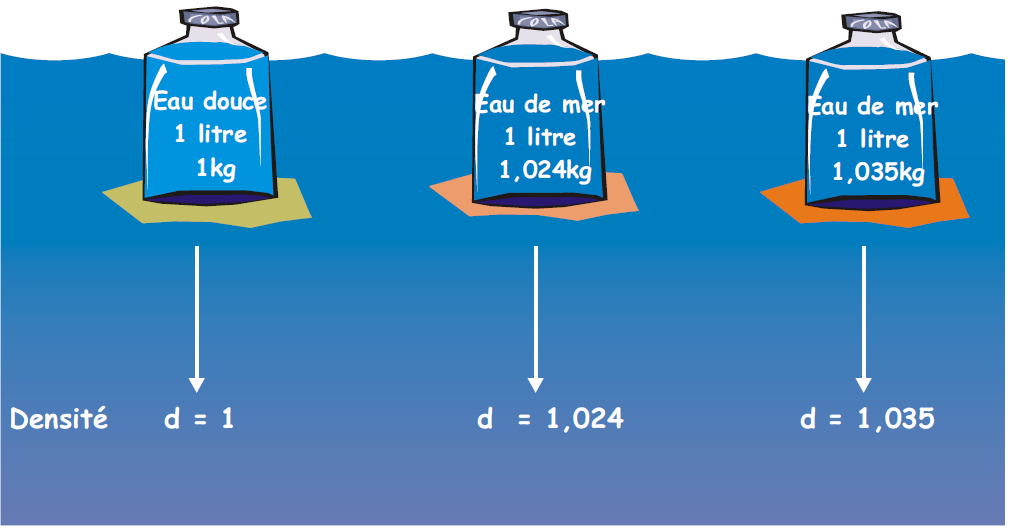 COLA
COLA
COLA
Eau douce
1 litre
1kg
Eau de mer
1 litre
1,024kg
Eau de mer
1 litre
1,035kg
Densité d = 1 d = 1,024 d = 1,035